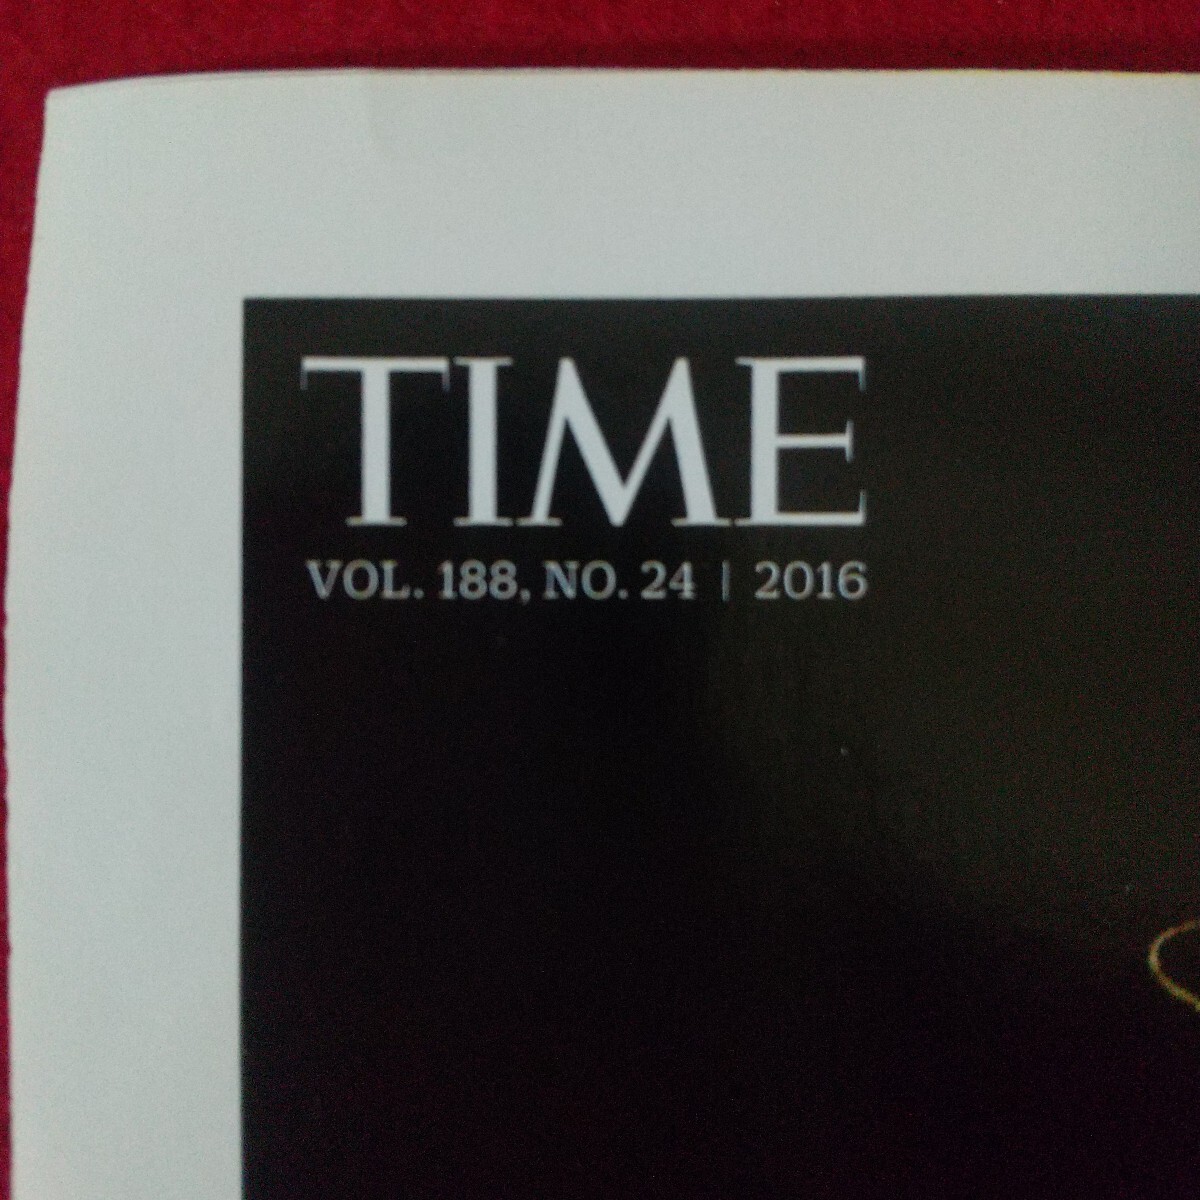 TIME
VOL. 188, NO. 24 | 2016